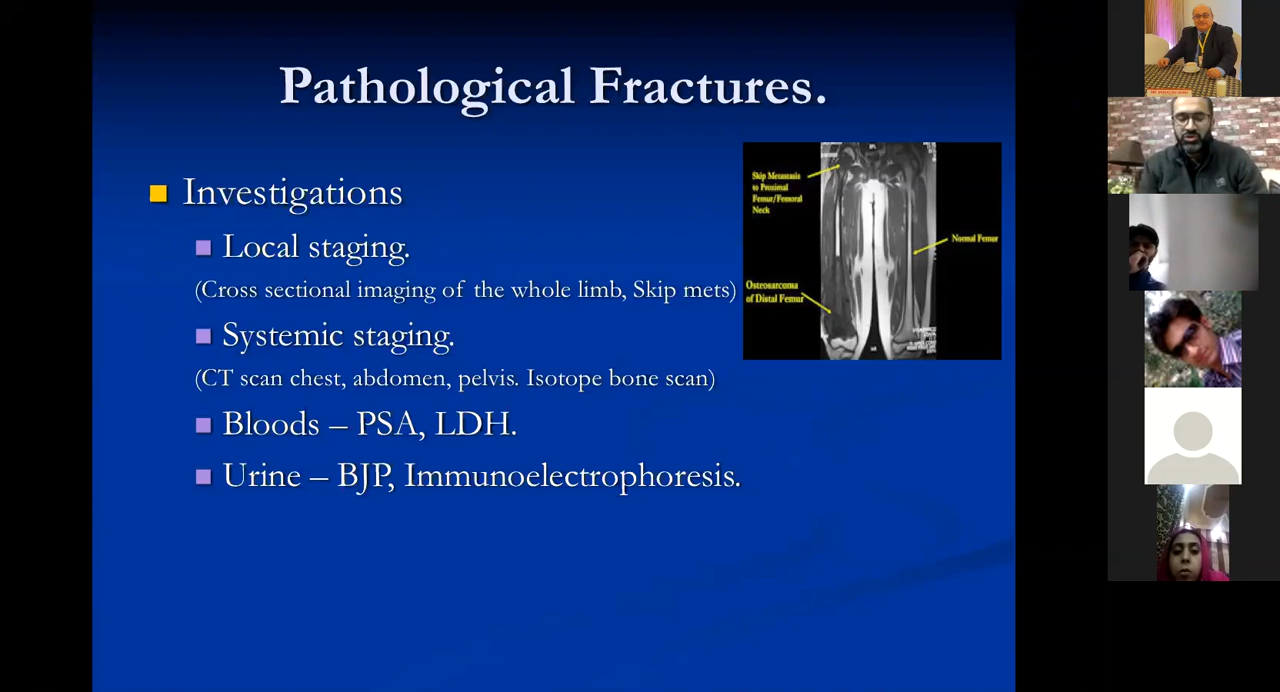 Pathological Fractures.
Investigations
Local staging.
(Cross sectional imaging of the whole limb, Skip mets)
Systemic staging.
(CT scan chest, abdomen, pelvis. Isotope bone scan)
Bloods – PSA, LDH.
Urine – BJP, Immunoelectrophoresis.
Skip Metastasis
to Proximal
Femur/Femoral
Neck
Normal Femur
Osteosarcoma
of Distal Femur